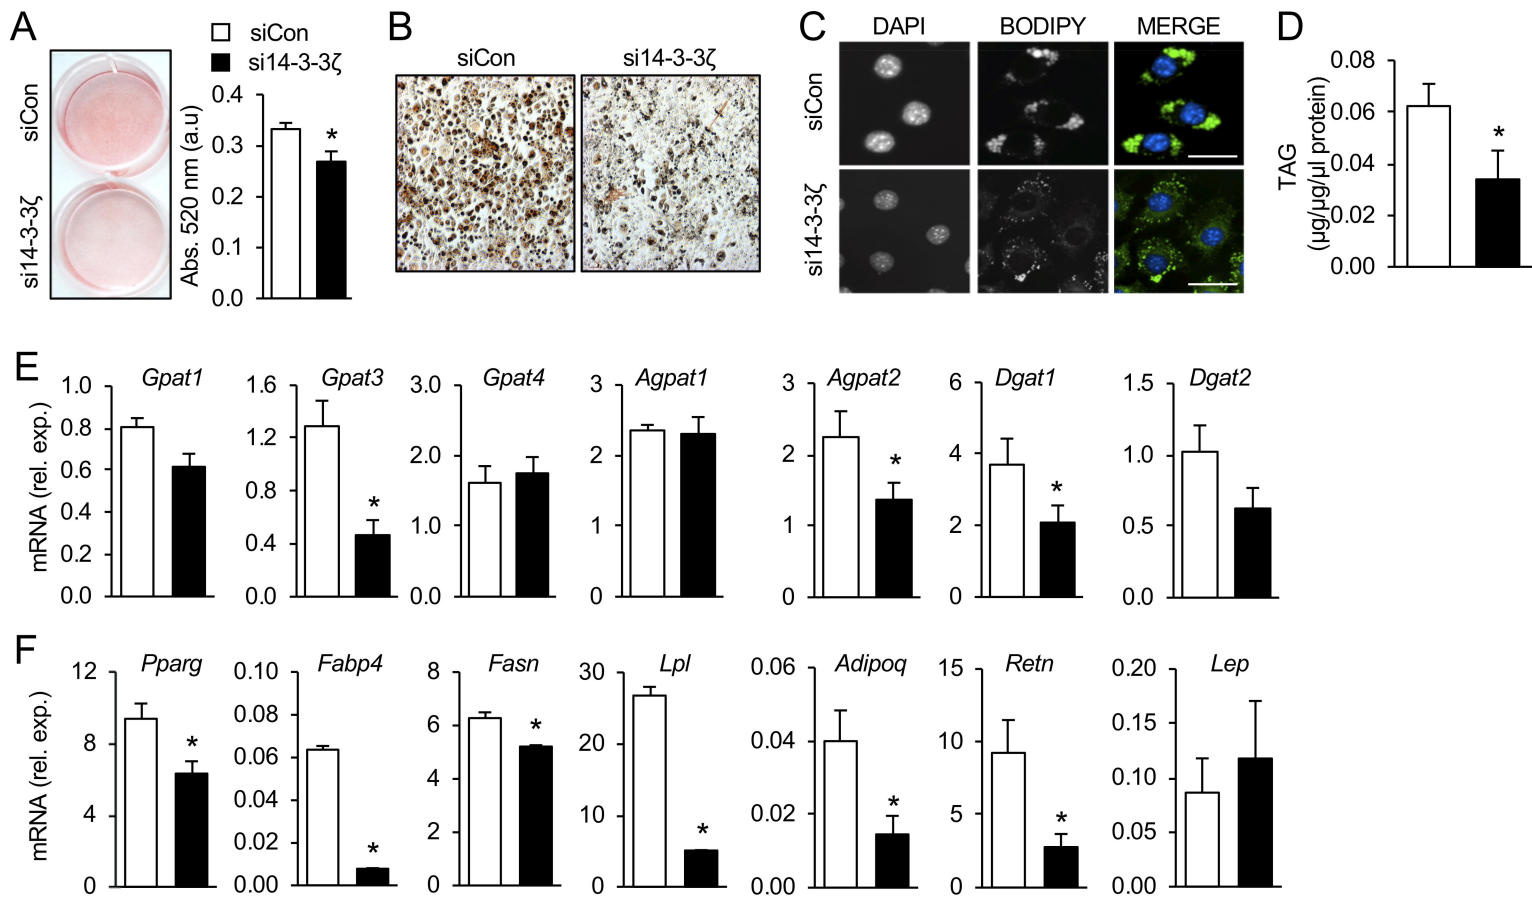 A
siCon
si14-3-3ζ
siCon
si14-3-3ζ
Abs. 520 nm (a.u)
0.4
0.3
0.2
0.1
0.0
*
B
siCon
si14-3-3ζ
C
DAPI
BODIPY
MERGE
siCon
si14-3-3ζ
D
TAG
(µg/µg/µl protein)
0.08
0.06
0.04
0.02
0.00
*
E
mRNA (rel. exp.)
Gpat1
1.0
0.8
0.6
0.4
0.2
0.0
Gpat3
1.6
1.2
0.8
0.4
0.0
*
Gpat4
3.0
2.0
1.0
0.0
Agpat1
3
2
1
0
Agpat2
3
2
1
0
*
Dgat1
6
4
2
0
*
Dgat2
1.5
1.0
0.5
0.0
F
mRNA (rel. exp.)
Pparg
12
8
4
0
*
Fabp4
0.10
0.08
0.06
0.04
0.02
0.00
*
Fasn
8
6
4
2
0
*
Lpl
30
20
10
0
*
Adipoq
0.06
0.04
0.02
0.00
*
Retn
15
10
5
0
*
Lep
0.20
0.15
0.10
0.05
0.00